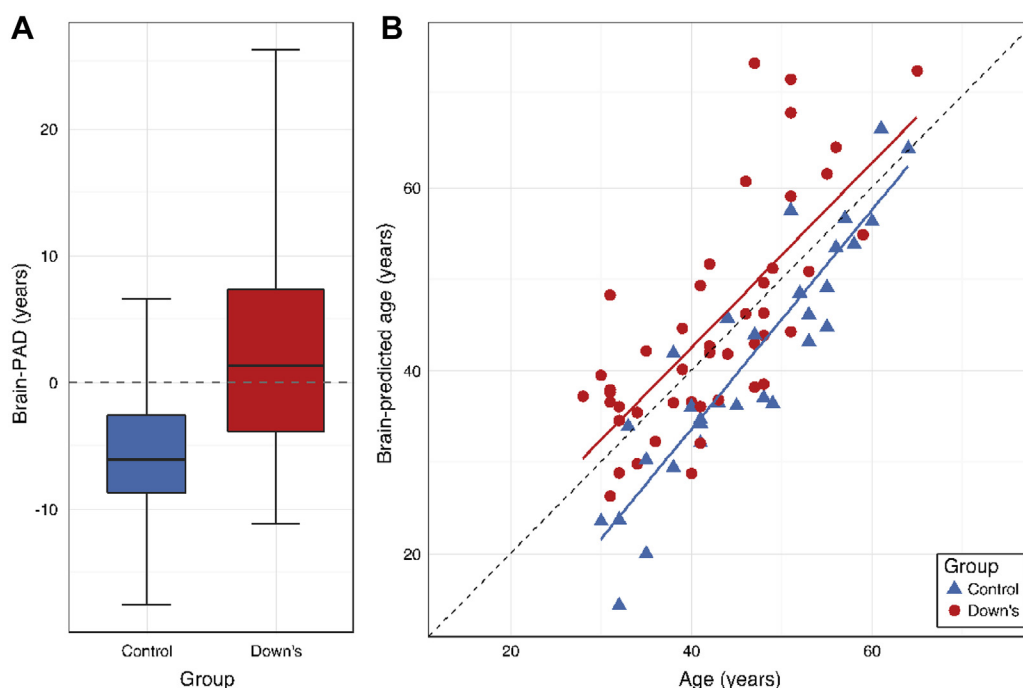 A
Brain-PAD (years)
20
10
0
-10
Control
Down's
Group
B
Brain-predicted age (years)
60
40
20
20
40
60
Age (years)
Group
Control
Down's